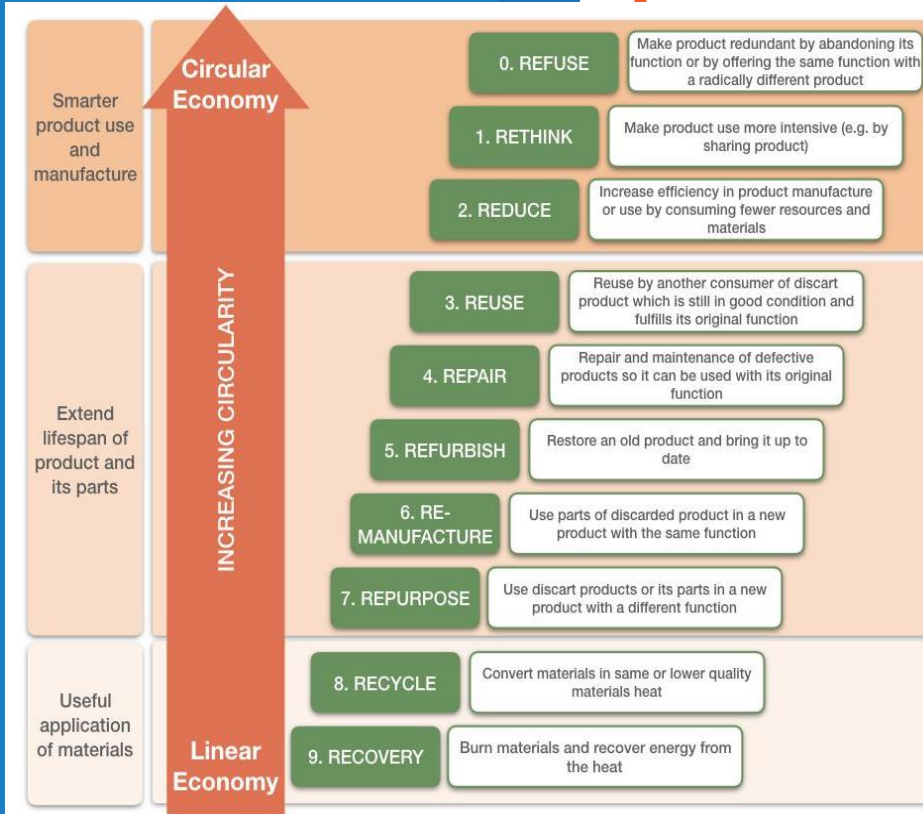 Circular
Economy
INCREASING CIRCULARITY
Linear
Economy
Smarter
product use
and
manufacture
0. REFUSE
Make product redundant by abandoning its
function or by offering the same function with
a radically different product
1. RETHINK
Make product use more intensive (e.g. by
sharing product)
2. REDUCE
Increase efficiency in product manufacture
or use by consuming fewer resources and
materials
Extend
lifespan of
product and
its parts
3. REUSE
Reuse by another consumer of discart
product which is still in good condition and
fulfills its original function
4. REPAIR
Repair and maintenance of defective
products so it can be used with its original
function
5. REFURBISH
Restore an old product and bring it up to
date
6. RE-
MANUFACTURE
Use parts of discarded product in a new
product with the same function
7. REPURPOSE
Use discart products or its parts in a new
product with a different function
Useful
application
of materials
8. RECYCLE
Convert materials in same or lower quality
materials heat
9. RECOVERY
Burn materials and recover energy from
the heat